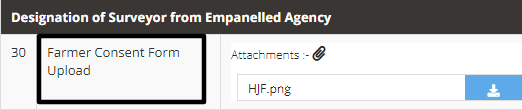 Designation of Surveyor from Empanelled Agency
30 Farmer Consent Form Upload
Attachments :-
HJF.png